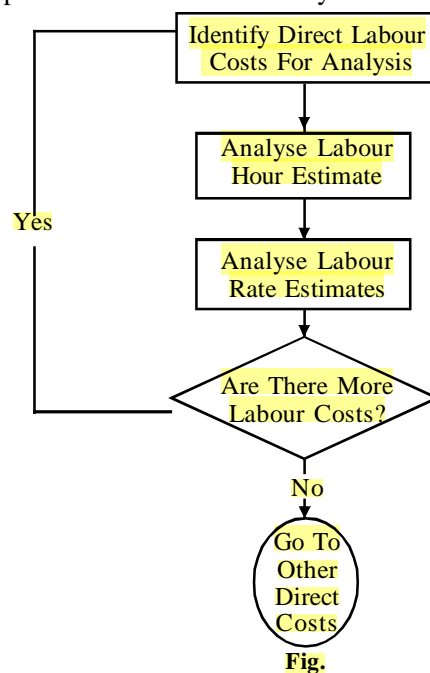 Identify Direct Labour
Costs For Analysis
Analyse Labour
Hour Estimate
Yes
Analyse Labour
Rate Estimates
Are There More
Labour Costs?
No
Go To
Other
Direct
Costs
Fig.